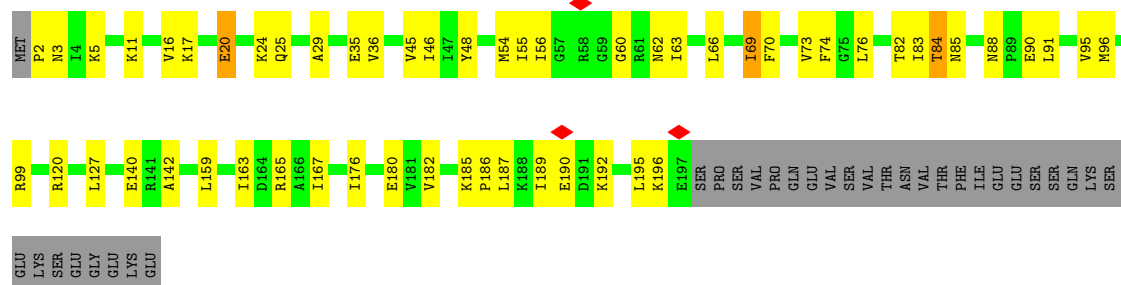 MET P2 N3 I4 K5 K11 V16 K17 E20 K24 Q25 A29 E35 V36 V45 I46 I47 Y48 M54 I55 I56 G57 R58 G59 G60 R61 N62 I63 L66 I69 F70 V73 F74 G75 L76 T82 I83 T84 N85 N88 P89 E90 L91 V95 M96
R99 R120 L127 E140 R141 A142 L159 I163 D164 R165 A166 I167 I176 E180 V181 V182 K185 P186 L187 K188 I189 E190 D191 K192 L195 K196 E197 SER PRO SER VAL PRO GLN GLU VAL SER VAL THR ASN VAL THR PHE ILE GLU GLU SER SER GLN LYS SER
GLU LYS SER GLU GLY GLU LYS GLU